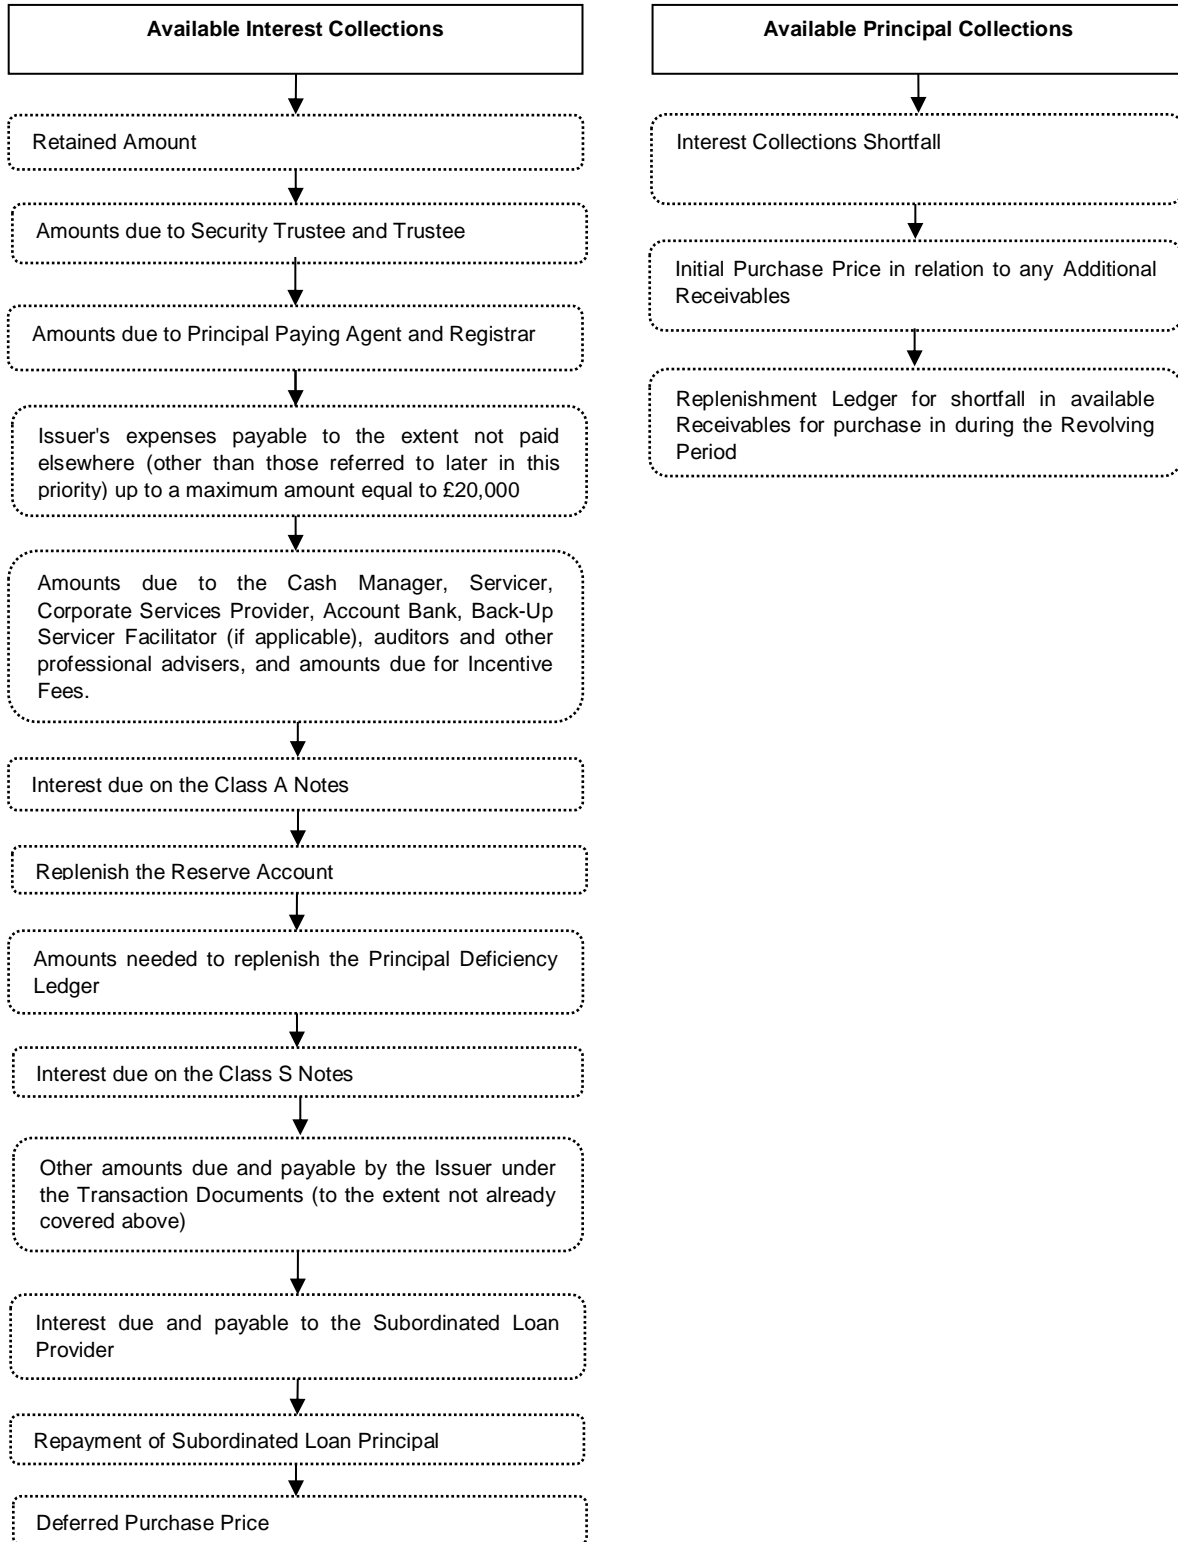 Available Interest Collections
Retained Amount
Amounts due to Security Trustee and Trustee
Amounts due to Principal Paying Agent and Registrar
Issuer's expenses payable to the extent not paid
elsewhere (other than those referred to later in this
priority) up to a maximum amount equal to £20,000
Amounts due to the Cash Manager, Servicer,
Corporate Services Provider, Account Bank, Back-Up
Servicer Facilitator (if applicable), auditors and other
professional advisers, and amounts due for Incentive
Fees.
Interest due on the Class A Notes
Replenish the Reserve Account
Amounts needed to replenish the Principal Deficiency
Ledger
Interest due on the Class S Notes
Other amounts due and payable by the Issuer under
the Transaction Documents (to the extent not already
covered above)
Interest due and payable to the Subordinated Loan
Provider
Repayment of Subordinated Loan Principal
Deferred Purchase Price
Available Principal Collections
Interest Collections Shortfall
Initial Purchase Price in relation to any Additional
Receivables
Replenishment Ledger for shortfall in available
Receivables for purchase in during the Revolving
Period